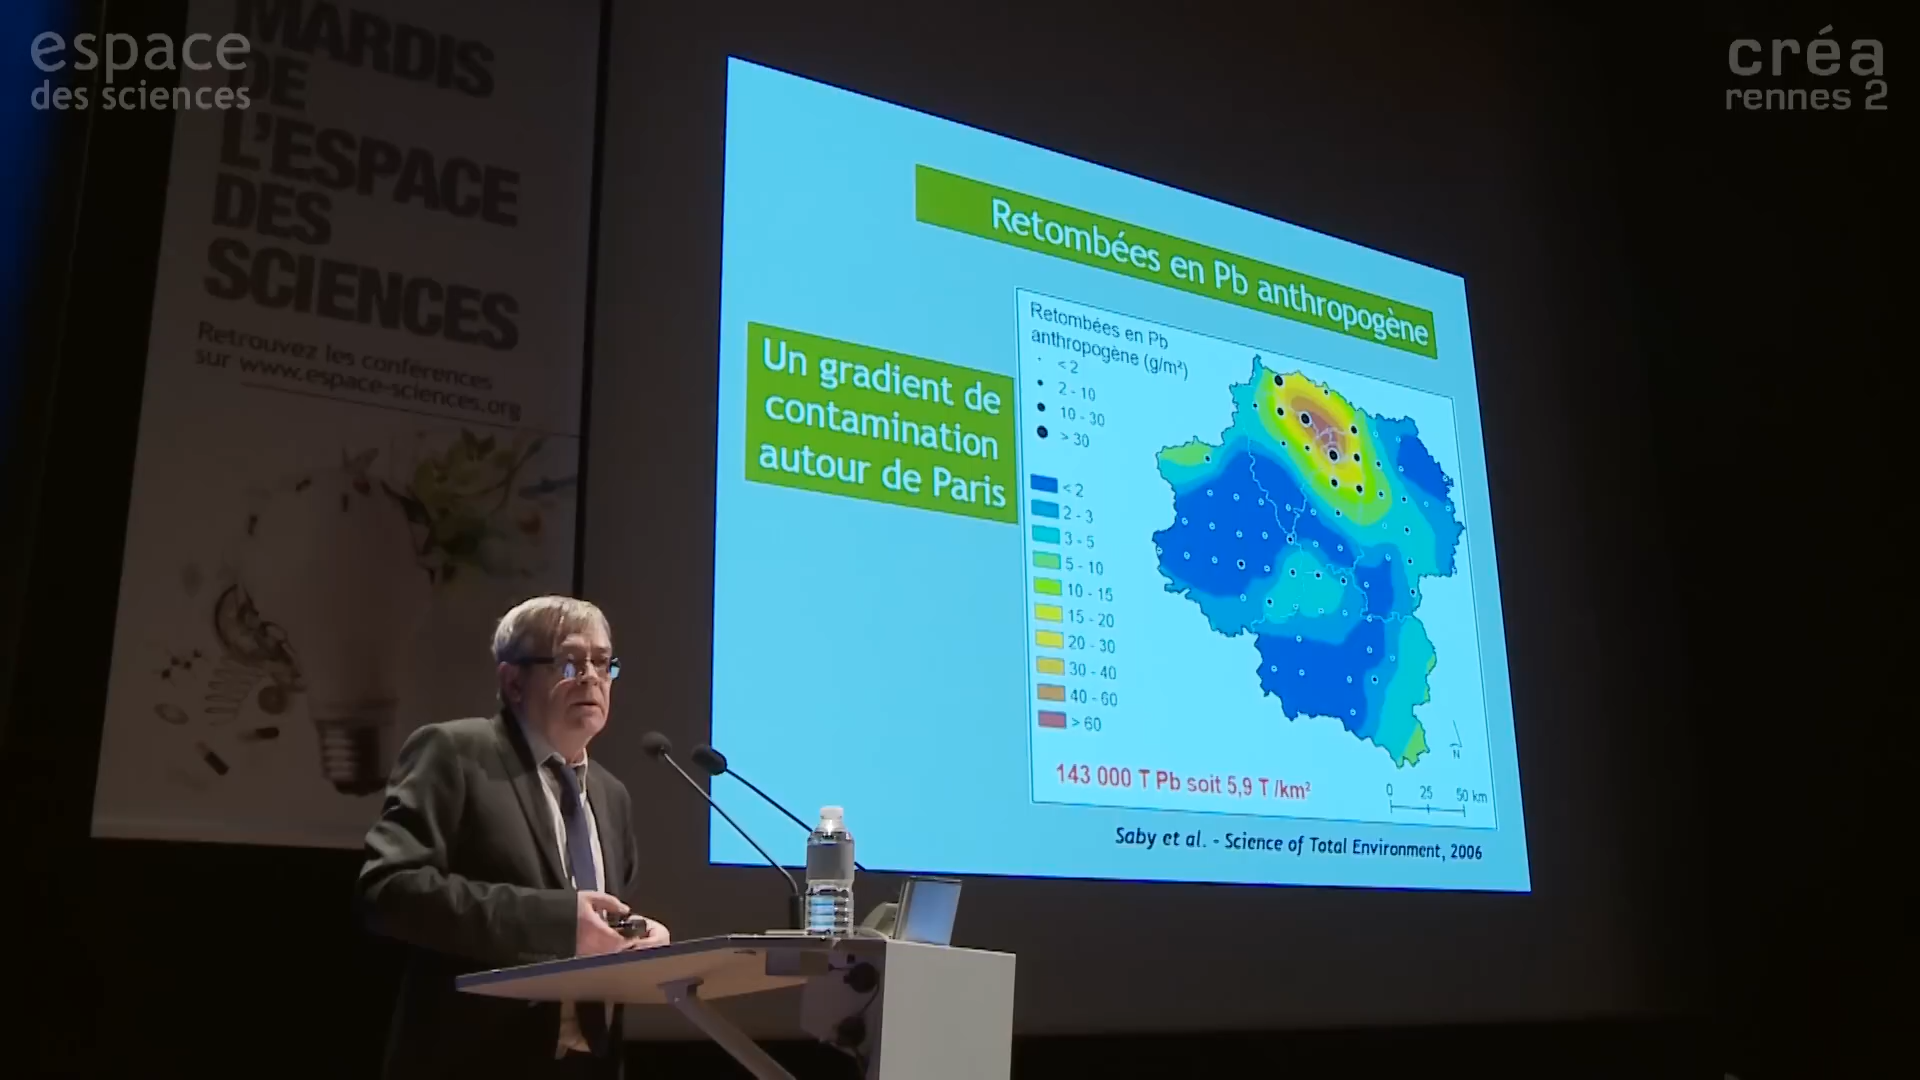 espace
des sciences
créa
rennes 2
MARDIS
DE
L'ESPACE
DES
SCIENCES
Retrouvez les conférences
sur www.espace-sciences.org
Retombées en Pb anthropogène
Un gradient de
contamination
autour de Paris
Retombées en Pb
anthropogène (g/m²)
< 2
2 - 10
10 - 30
> 30
< 2
2 - 3
3 - 5
5 - 10
10 - 15
15 - 20
20 - 30
30 - 40
40 - 60
> 60
N
0 25 50 km
143 000 T Pb soit 5,9 T /km²
Saby et al. - Science of Total Environment, 2006